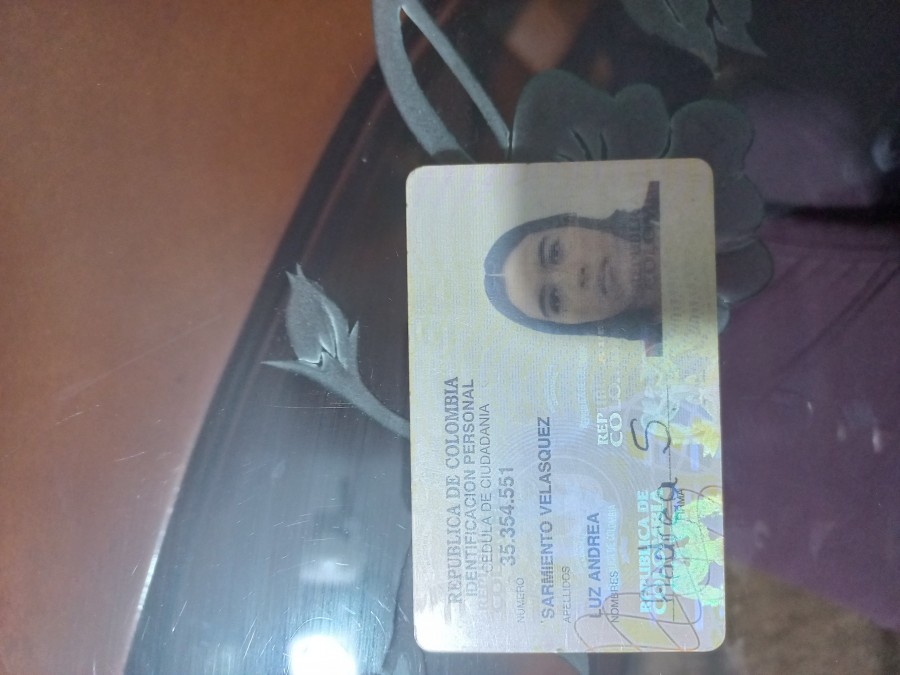 REPUBLICA DE COLOMBIA
IDENTIFICACION PERSONAL
CEDULA DE CIUDADANIA
NUMERO 35.354.551
SARMIENTO VELASQUEZ
APELLIDOS
LUZ ANDREA
NOMBRES
REPUBLICA DE
COLOMBIA
Andrea S
FIRMA